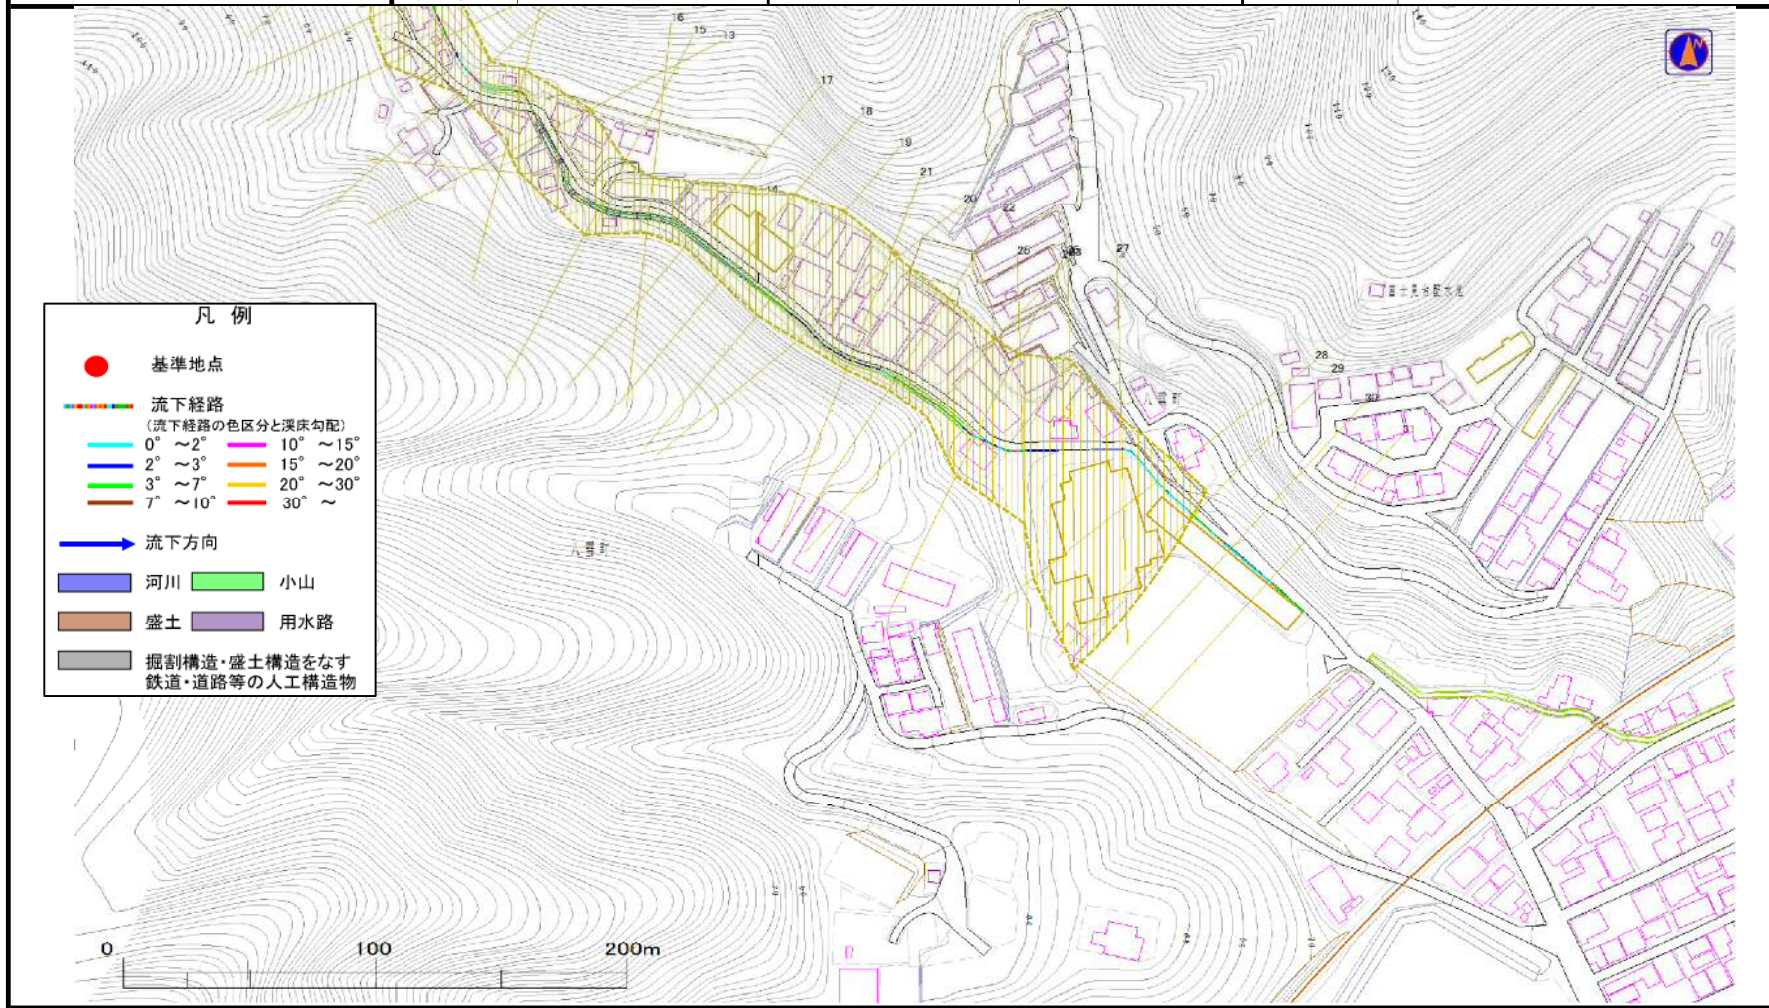 N
16
15
13
17
18
19
21
14
20
22
25
27
28
29
30
凡 例
基準地点
流下経路
(流下経路の色区分と渓床勾配)
0° ～2° 10° ～15°
2° ～3° 15° ～20°
3° ～7° 20° ～30°
7° ～10° 30° ～
流下方向
河川 小山
盛土 用水路
掘割構造・盛土構造をなす
鉄道・道路等の人工構造物
0 100 200m